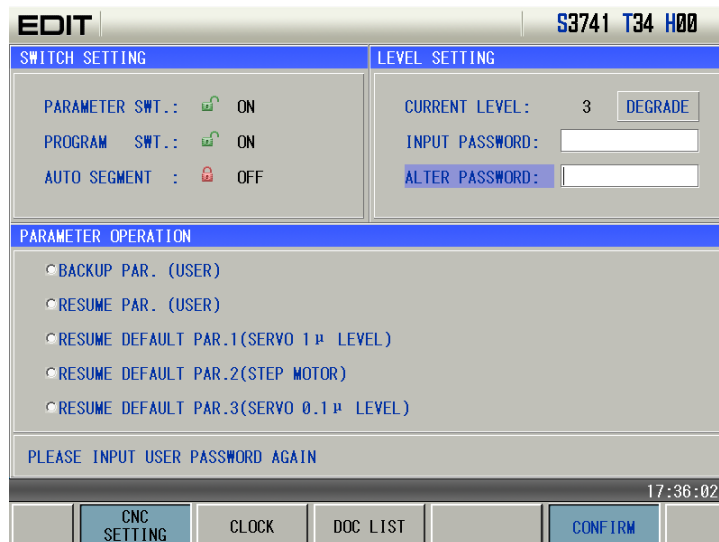 EDIT S3741 T34 H00
SWITCH SETTING
PARAMETER SWT.: ON
PROGRAM SWT.: ON
AUTO SEGMENT : OFF
LEVEL SETTING
CURRENT LEVEL: 3 DEGRADE
INPUT PASSWORD:
ALTER PASSWORD:
PARAMETER OPERATION
BACKUP PAR. (USER)
RESUME PAR. (USER)
RESUME DEFAULT PAR.1(SERVO 1μ LEVEL)
RESUME DEFAULT PAR.2(STEP MOTOR)
RESUME DEFAULT PAR.3(SERVO 0.1μ LEVEL)
PLEASE INPUT USER PASSWORD AGAIN
17:36:02
CNC
SETTING
CLOCK
DOC LIST
CONFIRM